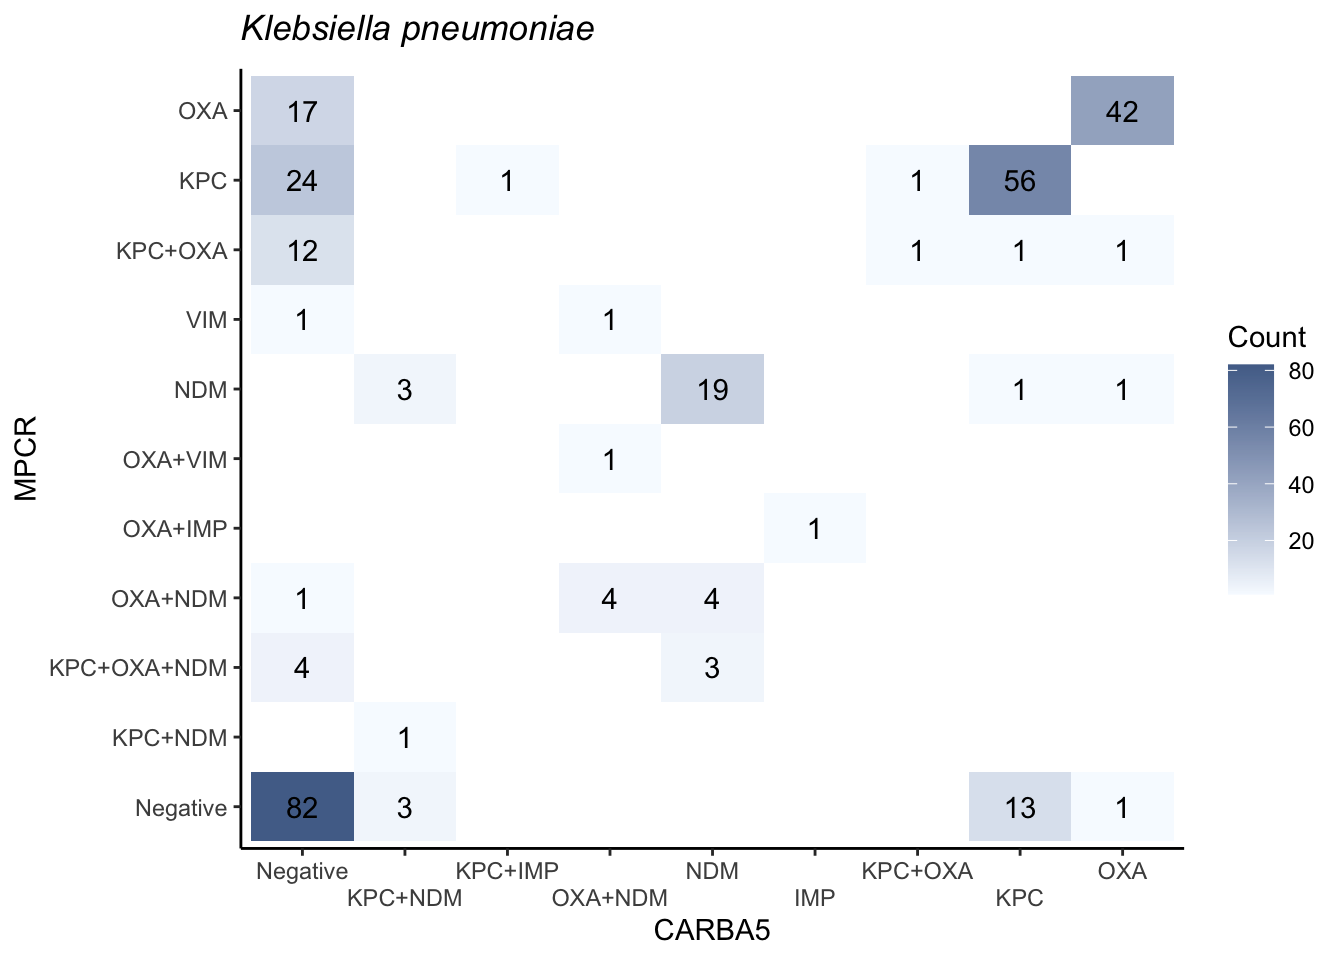 Klebsiella pneumoniae
OXA 17 42
KPC 24 1 1 56
KPC+OXA 12 1 1 1
VIM 1 1
NDM 3 19 1 1
OXA+VIM 1
OXA+IMP 1
OXA+NDM 1 4 4
KPC+OXA+NDM 4 3
KPC+NDM 1
Negative 82 3 13 1
MPCR
Negative KPC+IMP NDM KPC+OXA OXA
KPC+NDM OXA+NDM IMP KPC
CARBA5
Count
80
60
40
20